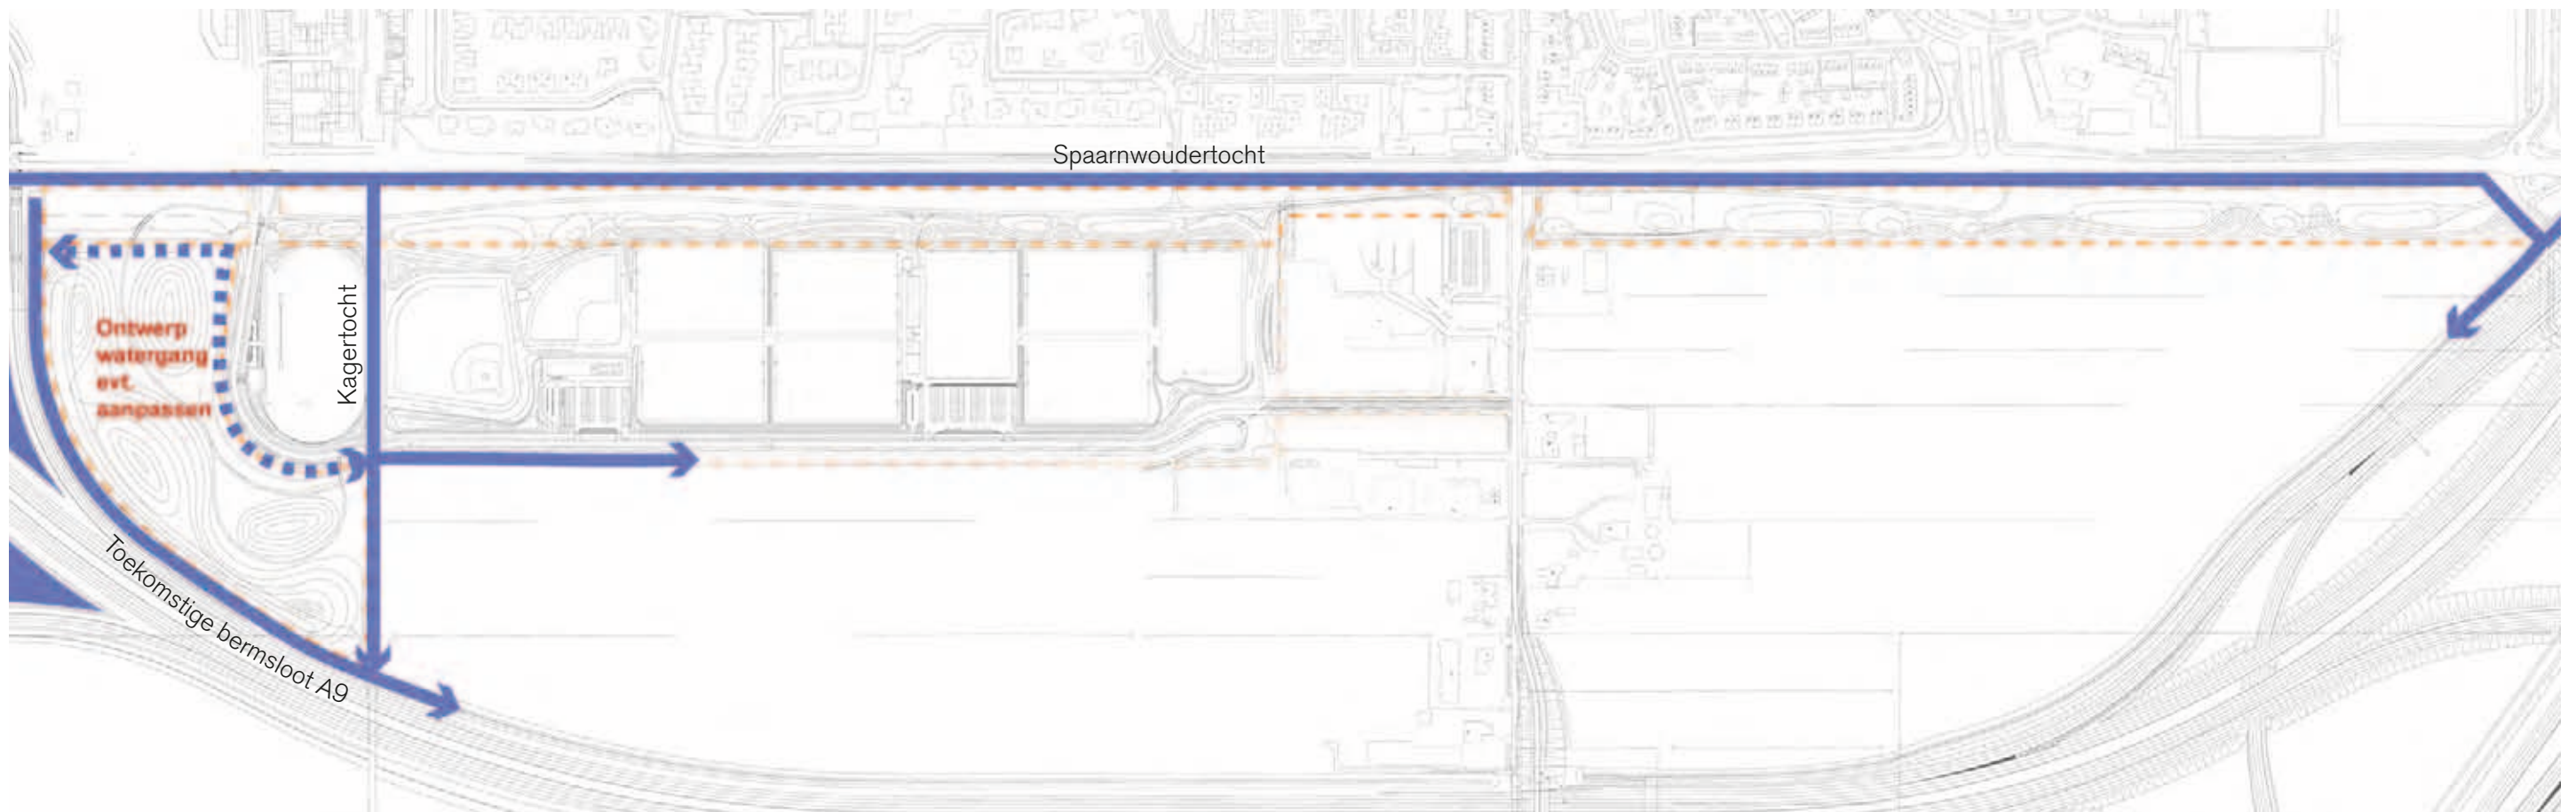 Spaarnwoudertocht
Kagertocht
Ontwerp
watergang
evt.
aanpassen
Toekomstige bermsloot A9